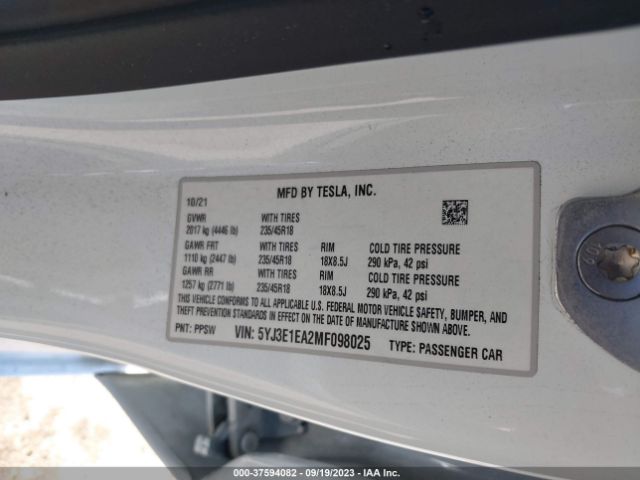 10/21 MFD BY TESLA, INC.
GVWR WITH TIRES
2017 kg (4446 lb) 235/45R18
GAWR FRT WITH TIRES RIM COLD TIRE PRESSURE
1110 kg (2447 lb) 235/45R18 18X8.5J 290 kPa, 42 psi
GAWR RR WITH TIRES RIM COLD TIRE PRESSURE
1257 kg (2771 lb) 235/45R18 18X8.5J 290 kPa, 42 psi
THIS VEHICLE CONFORMS TO ALL APPLICABLE U.S. FEDERAL MOTOR VEHICLE SAFETY, BUMPER, AND
THEFT PREVENTION STANDARDS IN EFFECT ON THE DATE OF MANUFACTURE SHOWN ABOVE.
PNT: PPSW VIN: 5YJ3E1EA2MF098025 TYPE: PASSENGER CAR
000-37594082 - 09/19/2023 - IAAI.COM